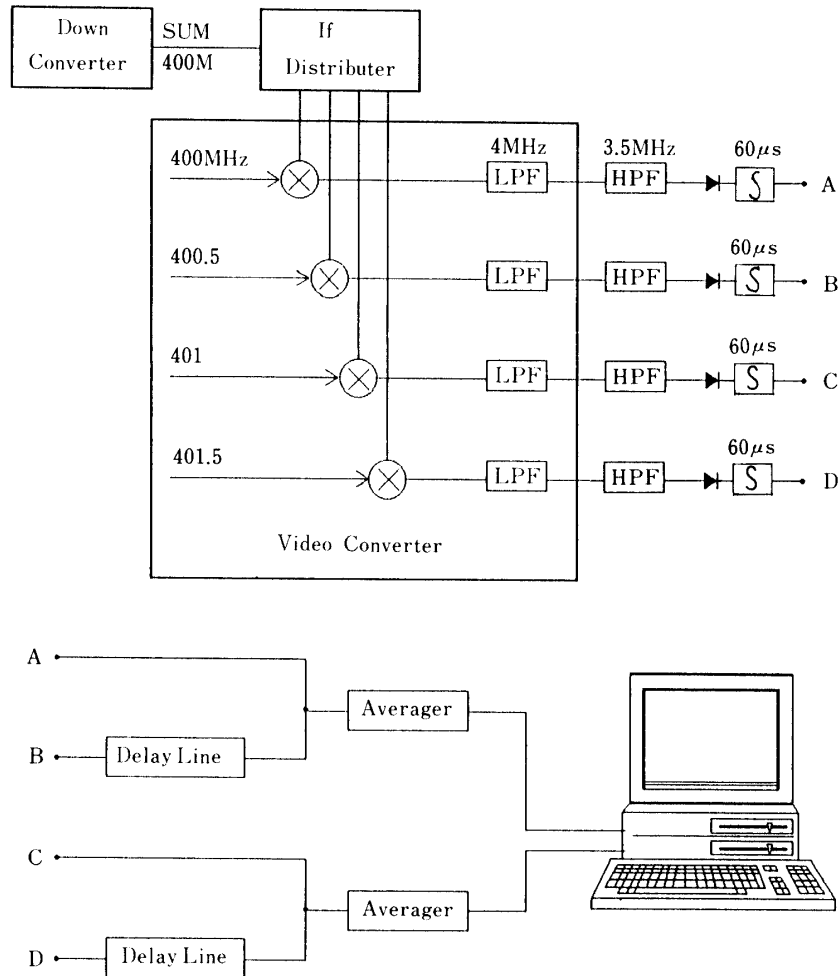 Down
Converter
SUM
400M
If
Distributer
400MHz
4MHz
3.5MHz
60μs
LPF
HPF
A
400.5
60μs
LPF
HPF
B
401
60μs
LPF
HPF
C
401.5
60μs
LPF
HPF
D
Video Converter
A
Averager
B
Delay Line
C
Averager
D
Delay Line